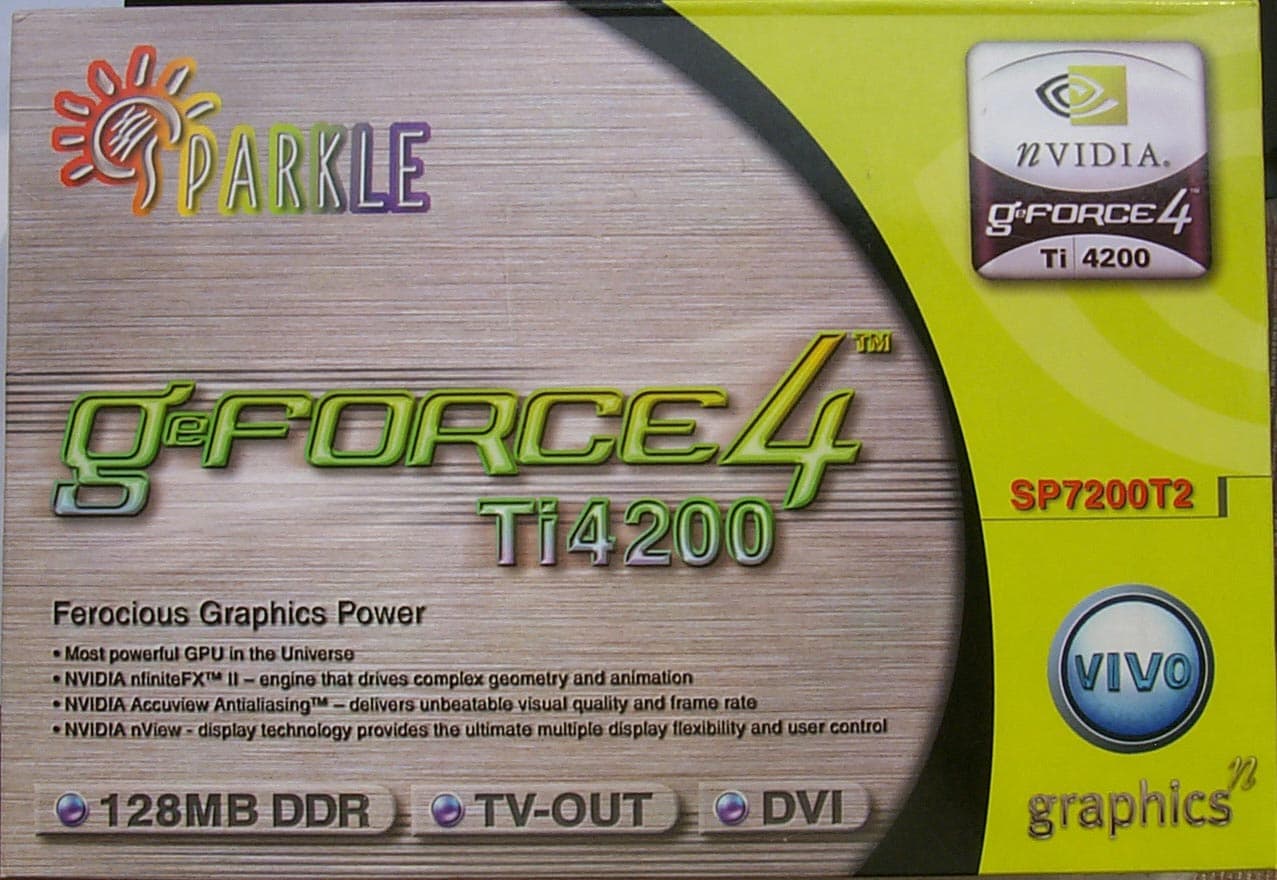 SPARKLE
nVIDIA.
GeFORCE4™
Ti 4200
GeFORCE4™
Ti4200
SP7200T2
Ferocious Graphics Power
• Most powerful GPU in the Universe
• NVIDIA nfiniteFX™ II – engine that drives complex geometry and animation
• NVIDIA Accuview Antialiasing™ – delivers unbeatable visual quality and frame rate
• NVIDIA nView - display technology provides the ultimate multiple display flexibility and user control
VIVO
128MB DDR
TV-OUT
DVI
graphics n